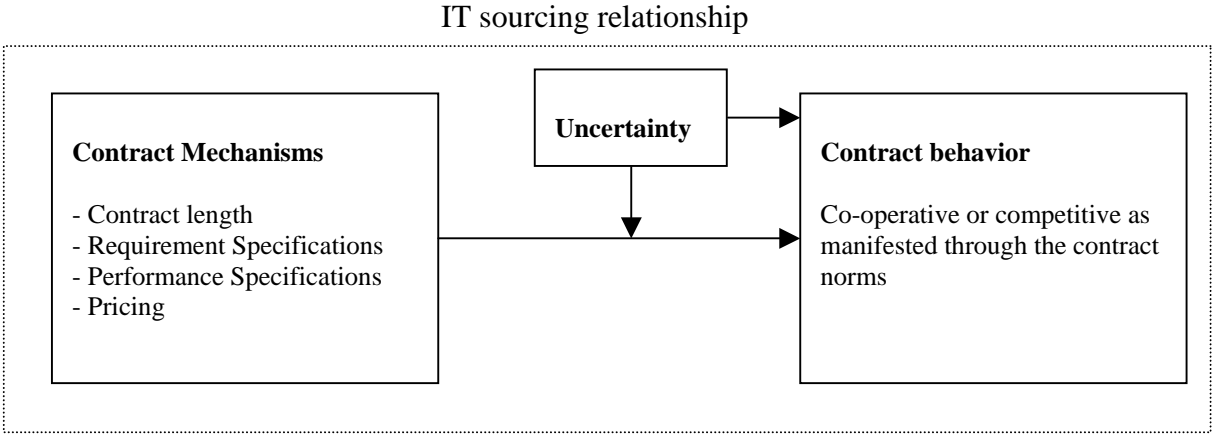 IT sourcing relationship
Uncertainty
Contract Mechanisms
- Contract length
- Requirement Specifications
- Performance Specifications
- Pricing
Contract behavior
Co-operative or competitive as
manifested through the contract
norms